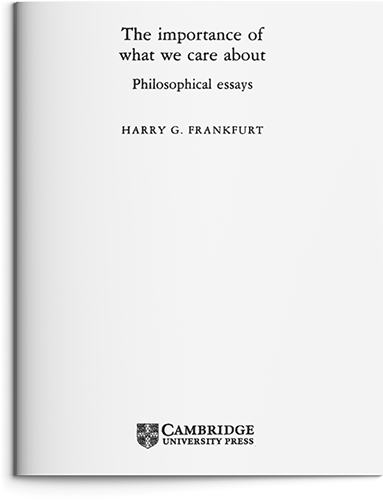 The importance of
what we care about
Philosophical essays
HARRY G. FRANKFURT
CAMBRIDGE
UNIVERSITY PRESS